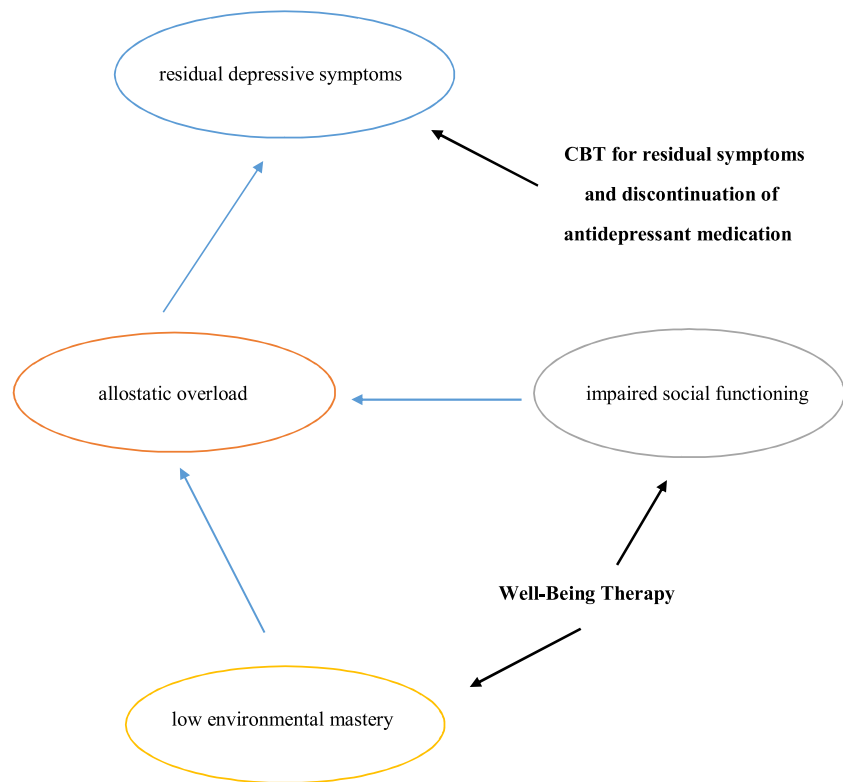 residual depressive symptoms
CBT for residual symptoms
and discontinuation of
antidepressant medication
allostatic overload
impaired social functioning
Well-Being Therapy
low environmental mastery